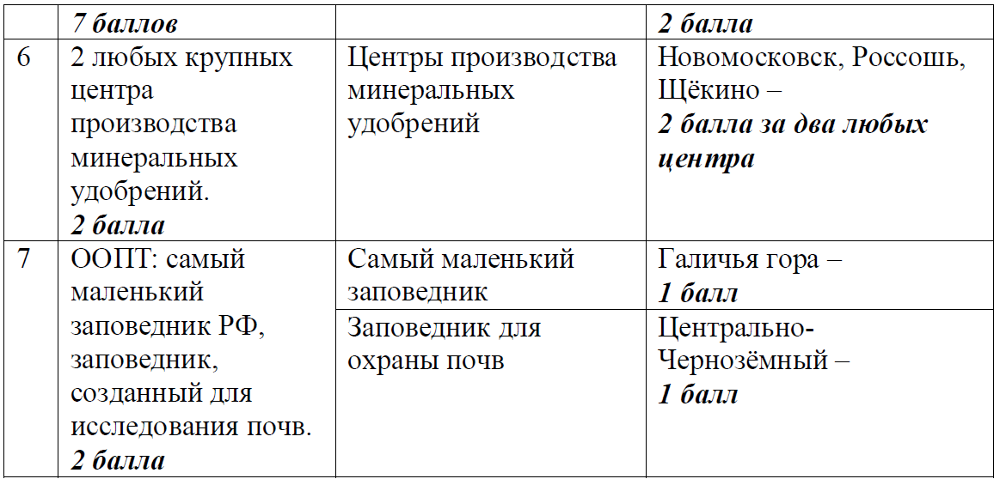 7 баллов
2 балла
6
2 любых крупных
центра
производства
минеральных
удобрений.
2 балла
Центры производства
минеральных
удобрений
Новомосковск, Россошь,
Щёкино –
2 балла за два любых
центра
7
ООПТ: самый
маленький
заповедник РФ,
заповедник,
созданный для
исследования почв.
2 балла
Самый маленький
заповедник
Галичья гора –
1 балл
Заповедник для
охраны почв
Центрально-
Чернозёмный –
1 балл